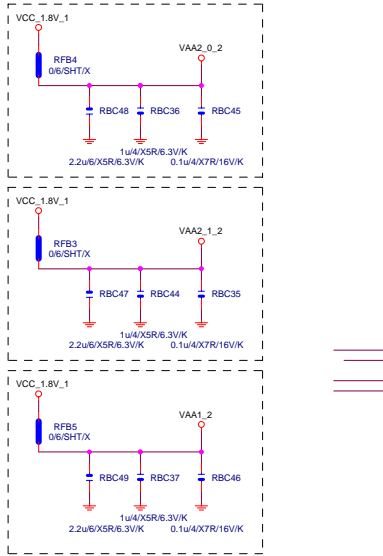 VCC_1.8V_1
RFB4
0/6/SHT/X
VAA2_0_2
RBC48
RBC36
RBC45
1u/4/X5R/6.3V/K
2.2u/6/X5R/6.3V/K
0.1u/4/X7R/16V/K
VCC_1.8V_1
RFB3
0/6/SHT/X
VAA2_1_2
RBC47
RBC44
RBC35
1u/4/X5R/6.3V/K
2.2u/6/X5R/6.3V/K
0.1u/4/X7R/16V/K
VCC_1.8V_1
RFB5
0/6/SHT/X
VAA1_2
RBC49
RBC37
RBC46
1u/4/X5R/6.3V/K
2.2u/6/X5R/6.3V/K
0.1u/4/X7R/16V/K